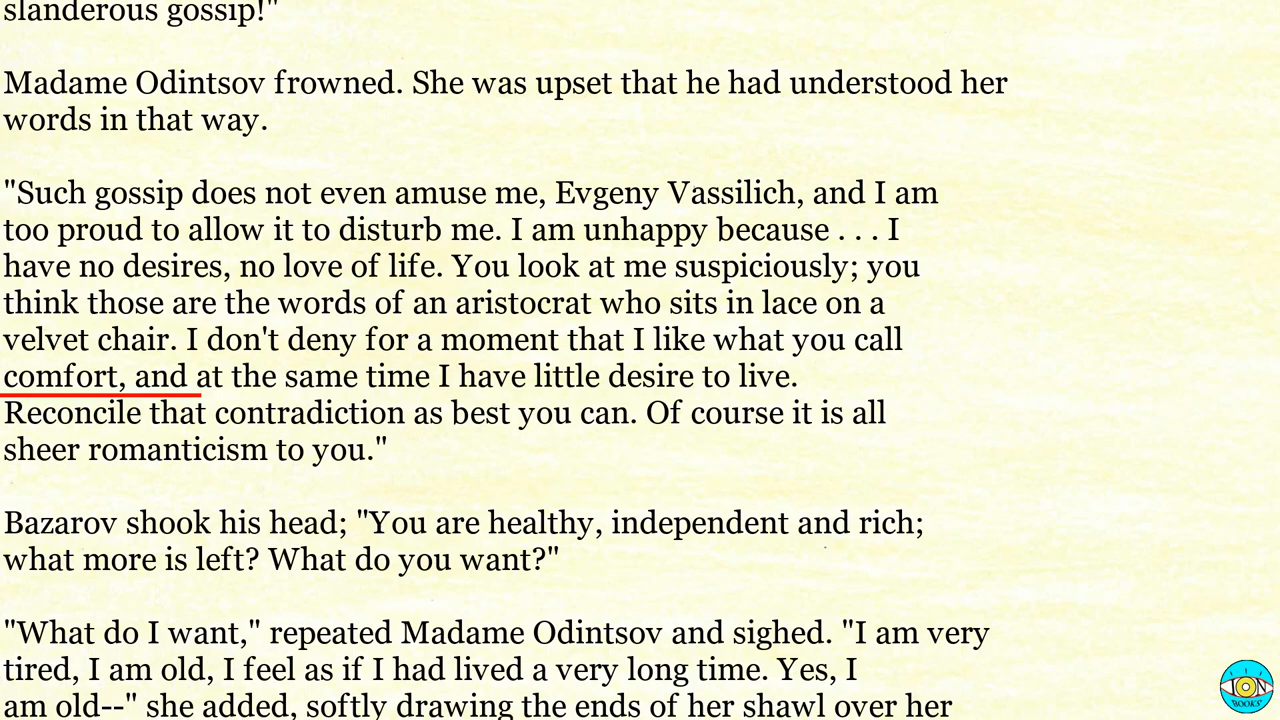 slanderous gossip!"
Madame Odintsov frowned. She was upset that he had understood her
words in that way.
"Such gossip does not even amuse me, Evgeny Vassilich, and I am
too proud to allow it to disturb me. I am unhappy because . . . I
have no desires, no love of life. You look at me suspiciously; you
think those are the words of an aristocrat who sits in lace on a
velvet chair. I don't deny for a moment that I like what you call
comfort, and at the same time I have little desire to live.
Reconcile that contradiction as best you can. Of course it is all
sheer romanticism to you."
Bazarov shook his head; "You are healthy, independent and rich;
what more is left? What do you want?"
"What do I want," repeated Madame Odintsov and sighed. "I am very
tired, I am old, I feel as if I had lived a very long time. Yes, I
am old--" she added, softly drawing the ends of her shawl over her
ION
BOOKS